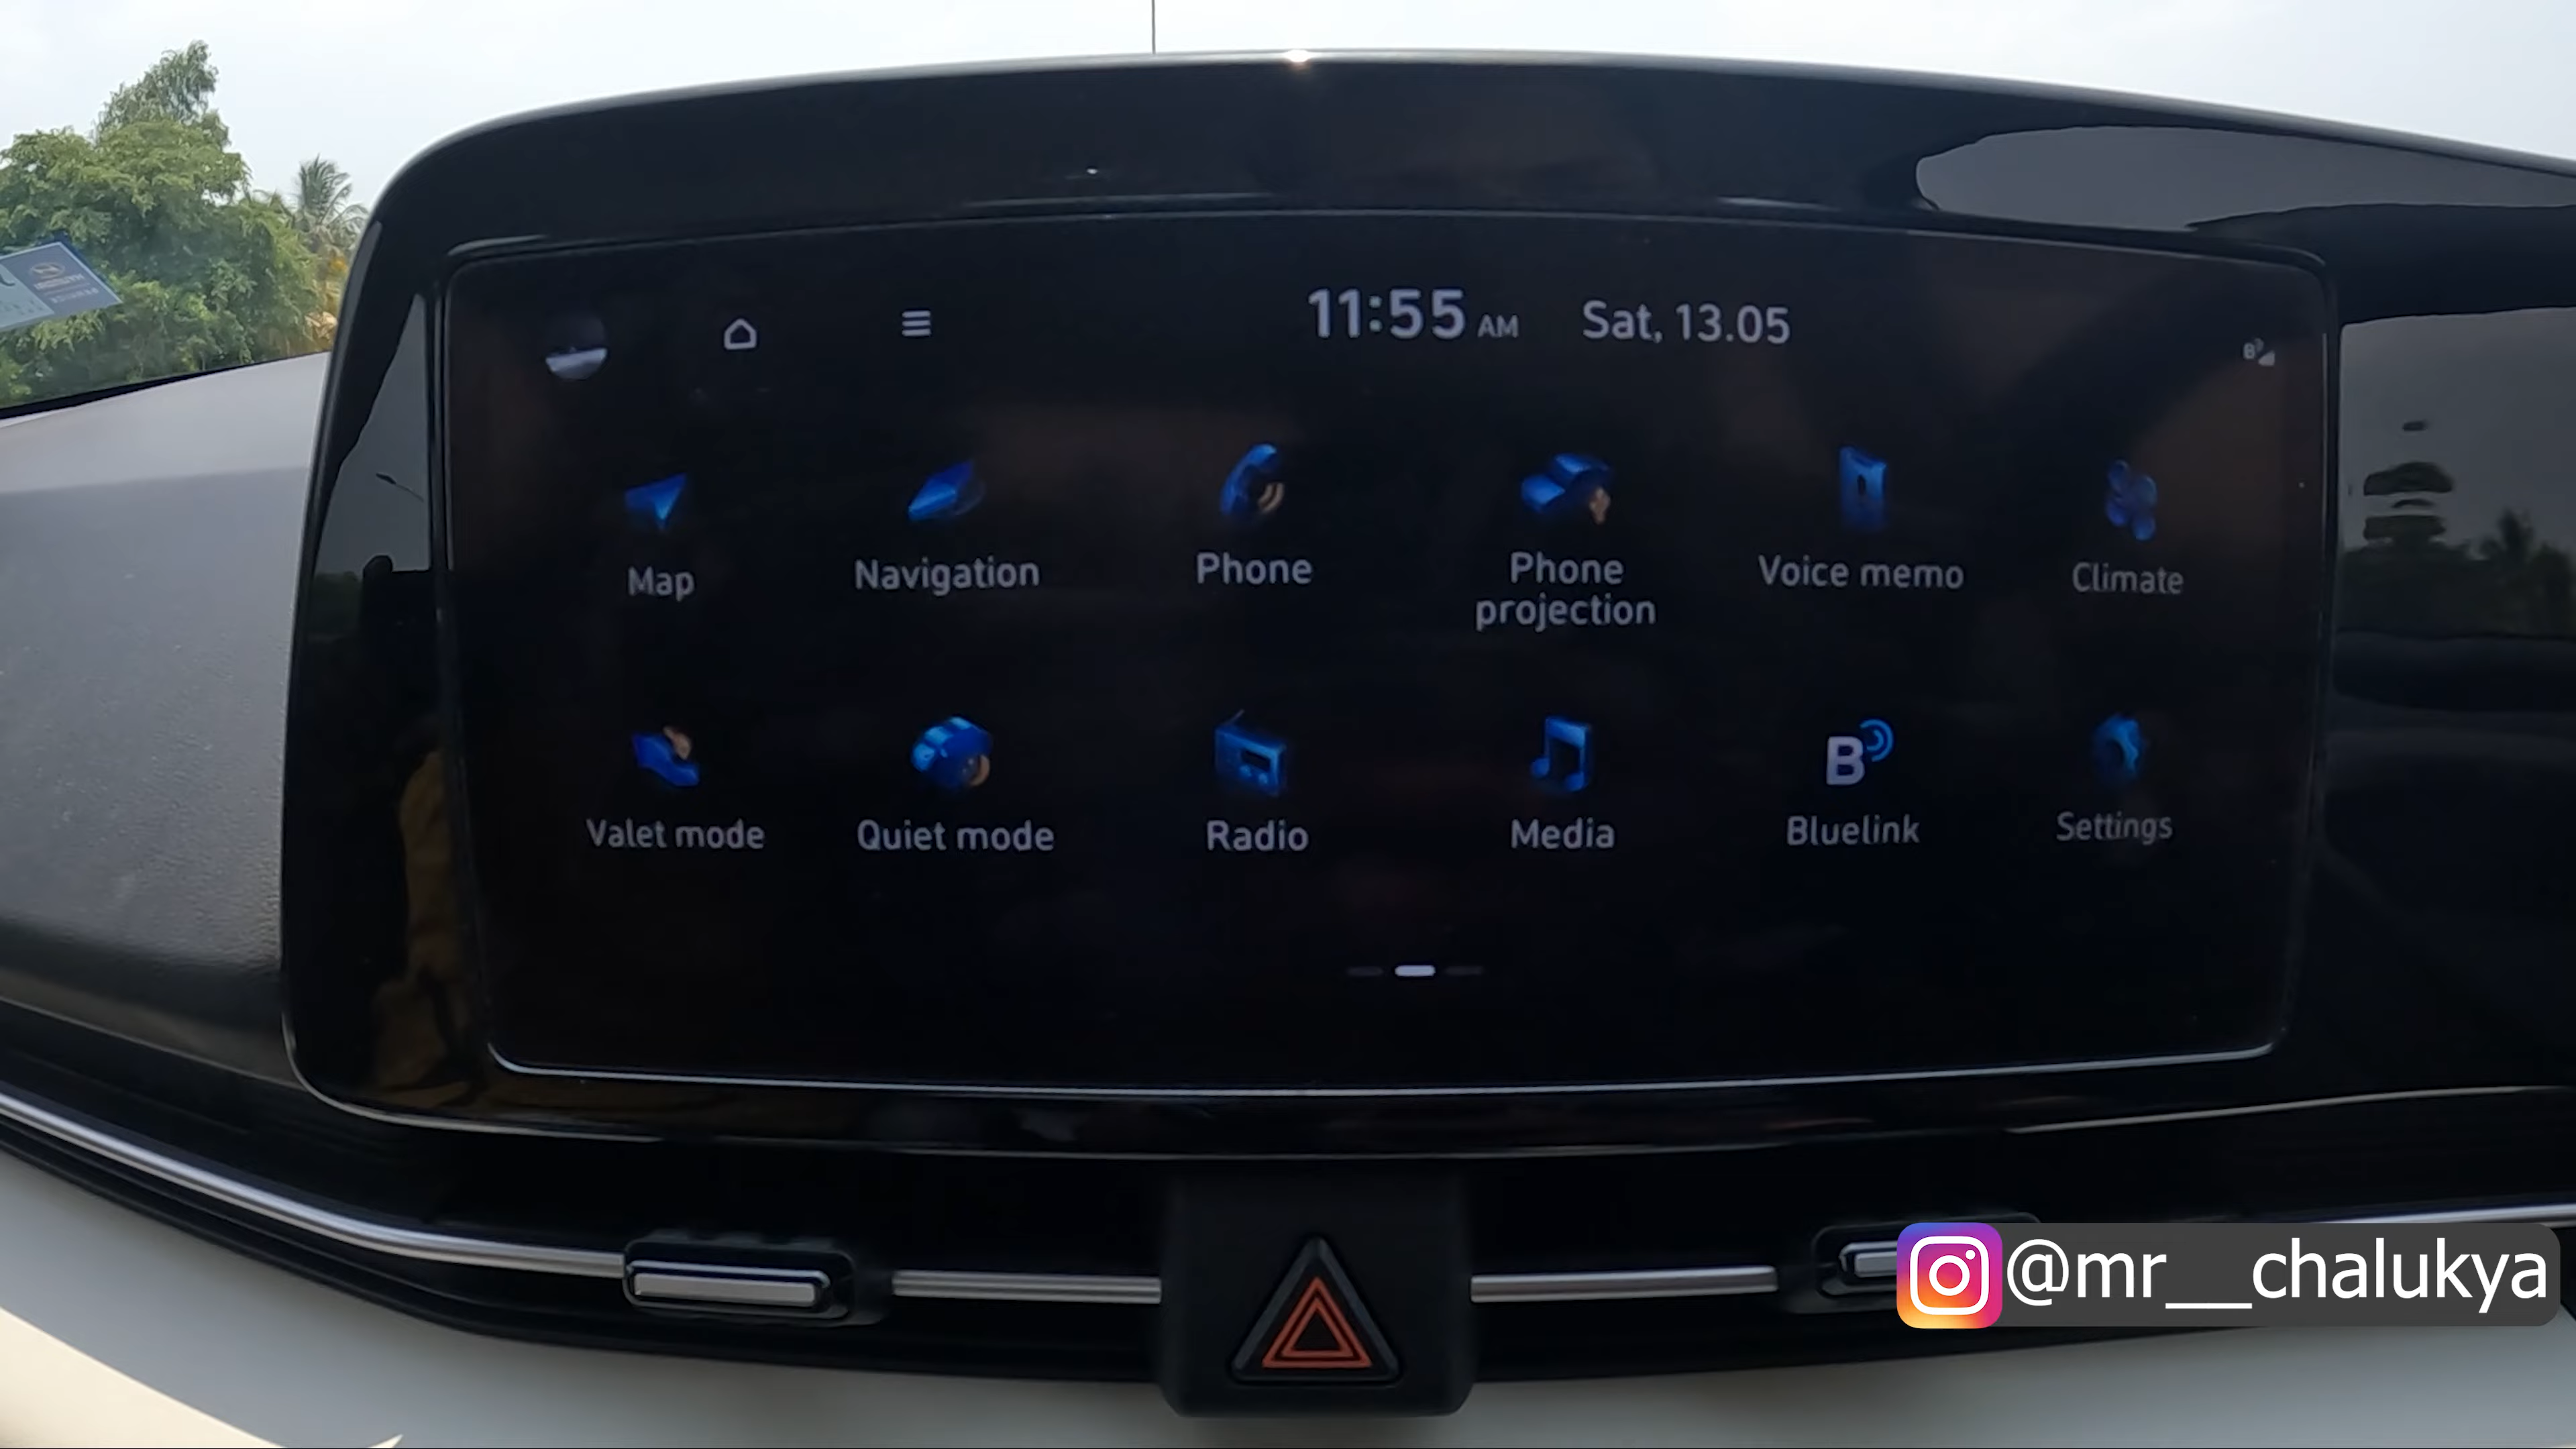 11:55 AM Sat, 13.05
Map Navigation Phone Phone projection Voice memo Climate
Valet mode Quiet mode Radio Media Bluelink Settings
@mr__chalukya